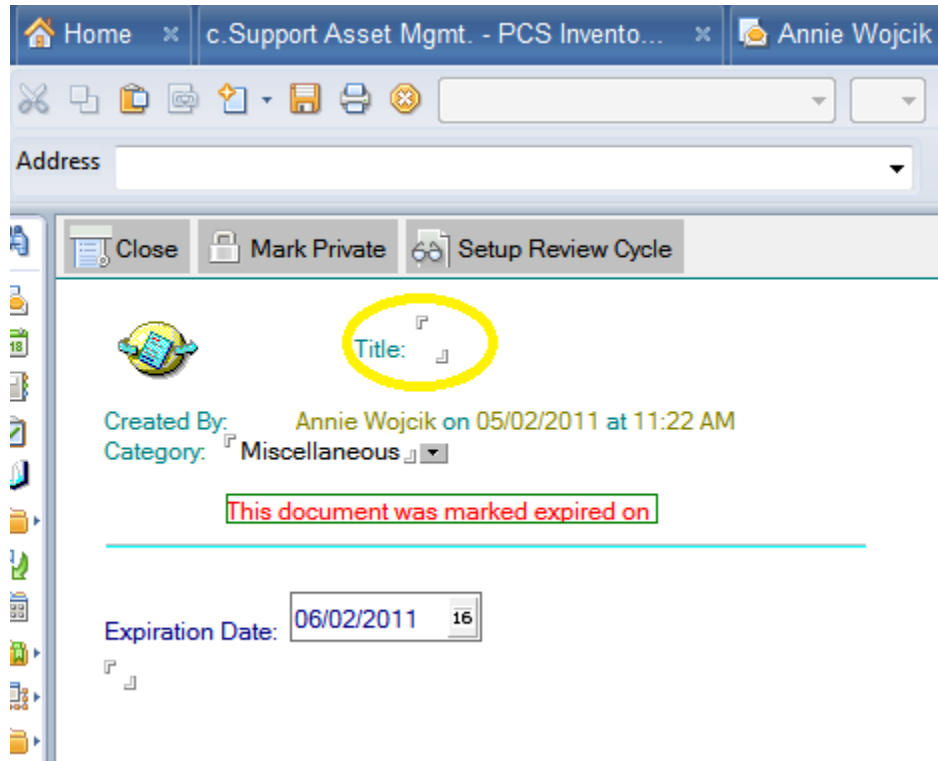 Home × c.Support Asset Mgmt. - PCS Invento... × Annie Wojcik
Address
Close Mark Private Setup Review Cycle
18
Title:
Created By: Annie Wojcik on 05/02/2011 at 11:22 AM
Category: Miscellaneous
This document was marked expired on
Expiration Date: 06/02/2011 16